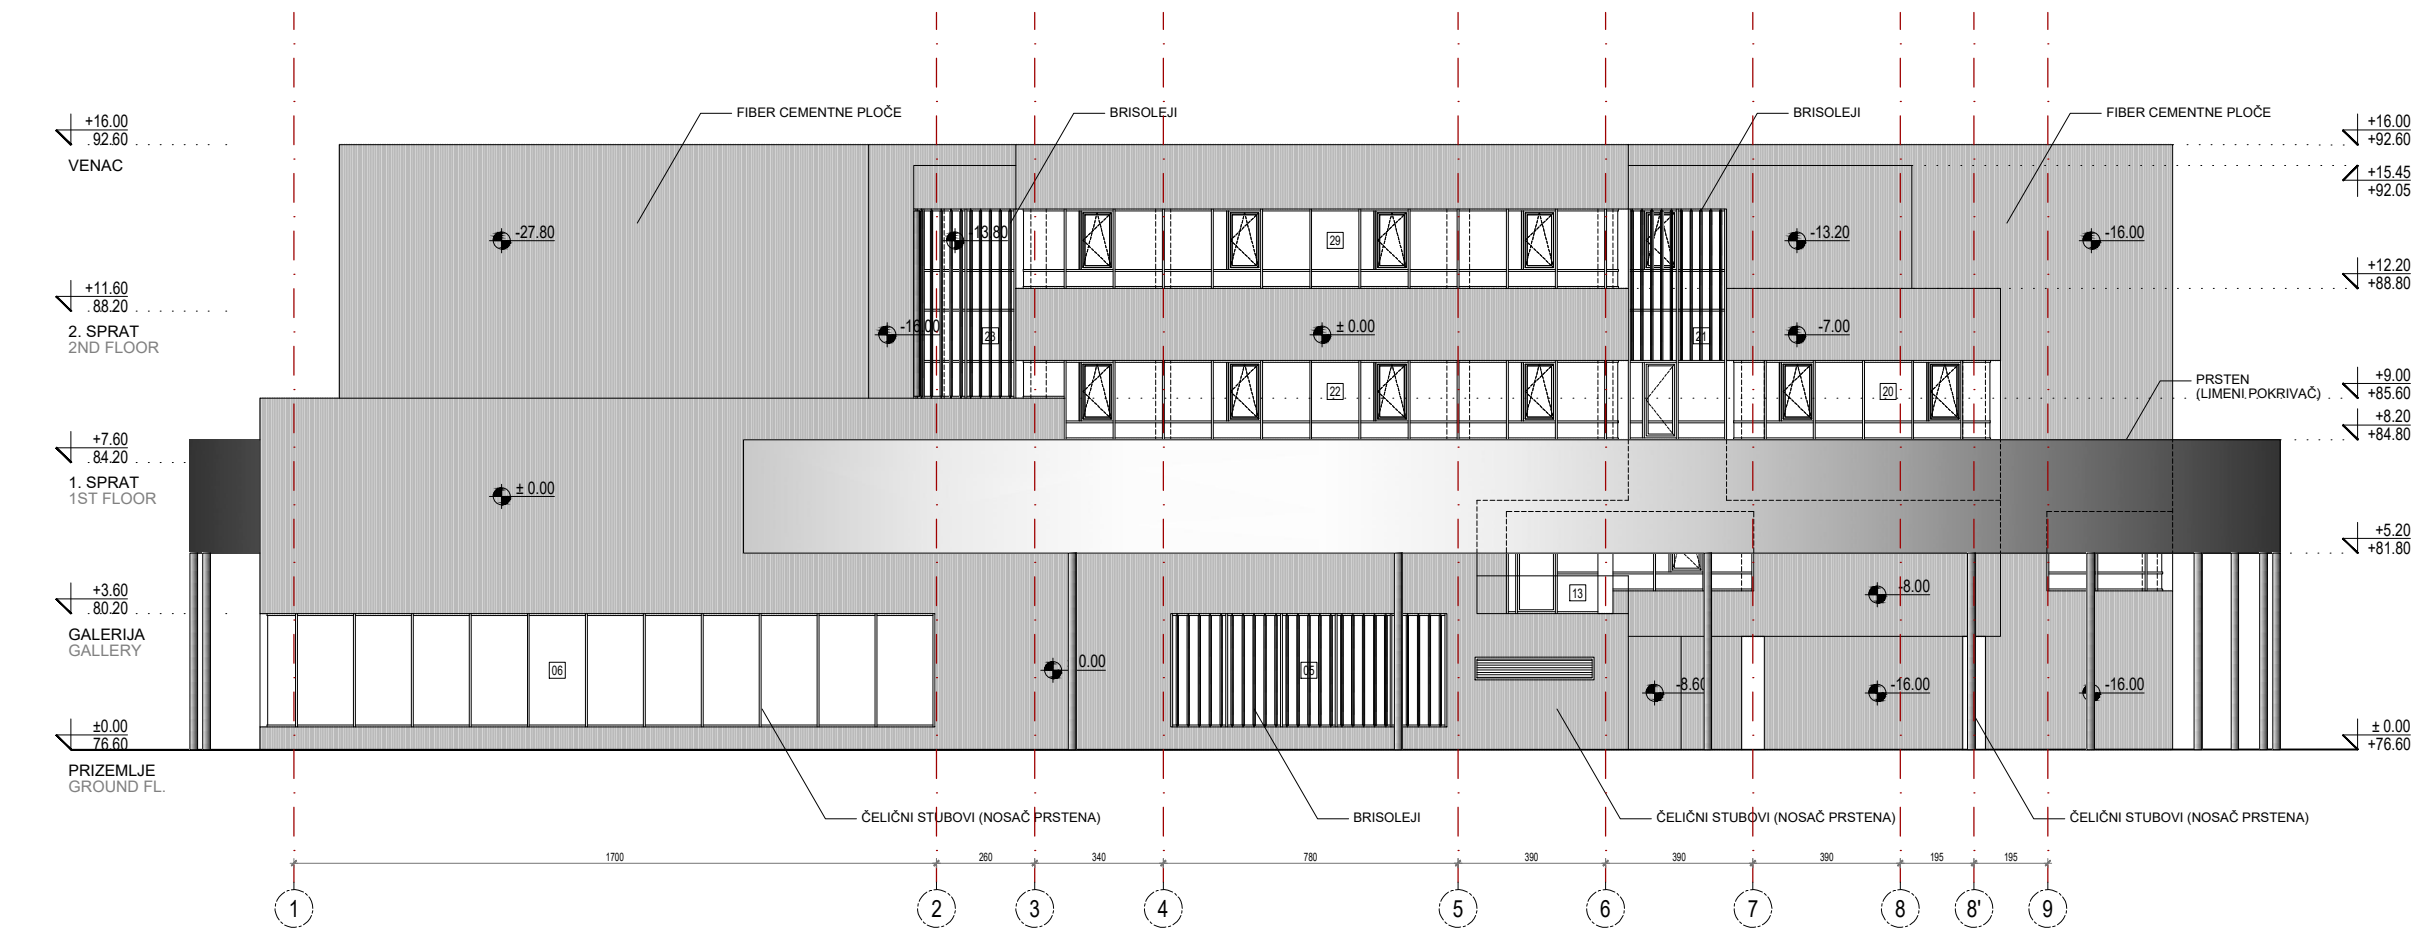 FIBER CEMENTNE PLOČE
BRISOLEJI
BRISOLEJI
FIBER CEMENTNE PLOČE
+16.00
92.60
VENAC
+16.00
+92.60
+15.45
+92.05
-27.80
-13.80
29
-13.20
-16.00
+12.20
+88.80
+11.60
88.20
2. SPRAT
2ND FLOOR
-16.00
23
± 0.00
21
-7.00
22
20
PRSTEN
(LIMENI POKRIVAČ)
+9.00
+85.60
+8.20
+84.80
+7.60
84.20
1. SPRAT
1ST FLOOR
± 0.00
+5.20
+81.80
+3.60
80.20
GALERIJA
GALLERY
13
-8.00
06
0.00
05
-8.60
-16.00
-16.00
±0.00
76.60
PRIZEMLJE
GROUND FL.
± 0.00
+76.60
ČELIČNI STUBOVI (NOSAČ PRSTENA)
BRISOLEJI
ČELIČNI STUBOVI (NOSAČ PRSTENA)
ČELIČNI STUBOVI (NOSAČ PRSTENA)
1700 260 340 780 390 390 390 195 195
1 2 3 4 5 6 7 8 8' 9